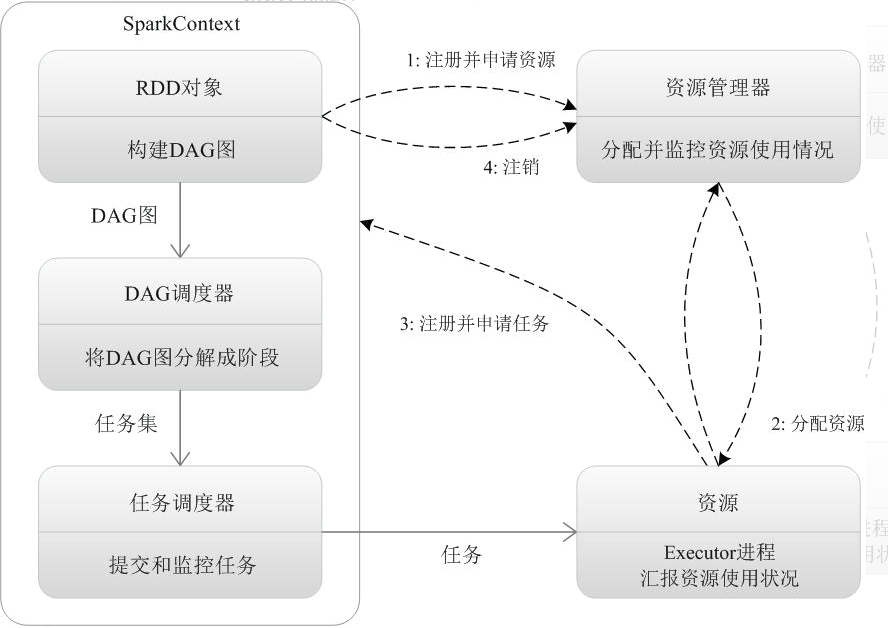 SparkContext
RDD对象
构建DAG图
DAG图
DAG调度器
将DAG图分解成阶段
任务集
任务调度器
提交和监控任务
1: 注册并申请资源
4: 注销
资源管理器
分配并监控资源使用情况
3: 注册并申请任务
2: 分配资源
任务
资源
Executor进程
汇报资源使用状况
器
使